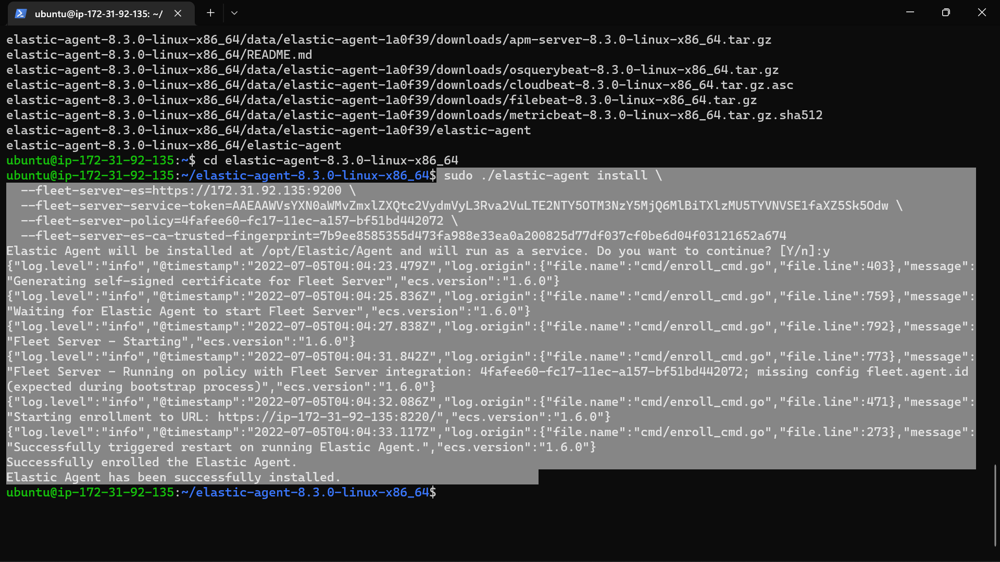 ubuntu@ip-172-31-92-135: ~/
elastic-agent-8.3.0-linux-x86_64/data/elastic-agent-1a0f39/downloads/apm-server-8.3.0-linux-x86_64.tar.gz
elastic-agent-8.3.0-linux-x86_64/README.md
elastic-agent-8.3.0-linux-x86_64/data/elastic-agent-1a0f39/downloads/osquerybeat-8.3.0-linux-x86_64.tar.gz
elastic-agent-8.3.0-linux-x86_64/data/elastic-agent-1a0f39/downloads/cloudbeat-8.3.0-linux-x86_64.tar.gz.asc
elastic-agent-8.3.0-linux-x86_64/data/elastic-agent-1a0f39/downloads/filebeat-8.3.0-linux-x86_64.tar.gz
elastic-agent-8.3.0-linux-x86_64/data/elastic-agent-1a0f39/downloads/metricbeat-8.3.0-linux-x86_64.tar.gz.sha512
elastic-agent-8.3.0-linux-x86_64/data/elastic-agent-1a0f39/elastic-agent
elastic-agent-8.3.0-linux-x86_64/elastic-agent
ubuntu@ip-172-31-92-135:~$ cd elastic-agent-8.3.0-linux-x86_64
ubuntu@ip-172-31-92-135:~/elastic-agent-8.3.0-linux-x86_64$ sudo ./elastic-agent install \
  --fleet-server-es=https://172.31.92.135:9200 \
  --fleet-server-service-token=AAEAAWVsYXN0aWMvZmxlZXQtc2VydmVyL3Rva2VuLTE2NTY5OTM3NzY5MjQ6MlBiTXlzMU5TYVNVSE1faXZ5Sk5Odw \
  --fleet-server-policy=4fafee60-fc17-11ec-a157-bf51bd442072 \
  --fleet-server-es-ca-trusted-fingerprint=7b9ee8585355d473fa988e33ea0a200825d77df037cf0be6d04f03121652a674
Elastic Agent will be installed at /opt/Elastic/Agent and will run as a service. Do you want to continue? [Y/n]:y
{"log.level":"info","@timestamp":"2022-07-05T04:04:23.479Z","log.origin":{"file.name":"cmd/enroll_cmd.go","file.line":403},"message":
"Generating self-signed certificate for Fleet Server","ecs.version":"1.6.0"}
{"log.level":"info","@timestamp":"2022-07-05T04:04:25.836Z","log.origin":{"file.name":"cmd/enroll_cmd.go","file.line":759},"message":
"Waiting for Elastic Agent to start Fleet Server","ecs.version":"1.6.0"}
{"log.level":"info","@timestamp":"2022-07-05T04:04:27.838Z","log.origin":{"file.name":"cmd/enroll_cmd.go","file.line":792},"message":
"Fleet Server - Starting","ecs.version":"1.6.0"}
{"log.level":"info","@timestamp":"2022-07-05T04:04:31.842Z","log.origin":{"file.name":"cmd/enroll_cmd.go","file.line":773},"message":
"Fleet Server - Running on policy with Fleet Server integration: 4fafee60-fc17-11ec-a157-bf51bd442072; missing config fleet.agent.id
(expected during bootstrap process)","ecs.version":"1.6.0"}
{"log.level":"info","@timestamp":"2022-07-05T04:04:32.086Z","log.origin":{"file.name":"cmd/enroll_cmd.go","file.line":471},"message":
"Starting enrollment to URL: https://ip-172-31-92-135:8220/","ecs.version":"1.6.0"}
{"log.level":"info","@timestamp":"2022-07-05T04:04:33.117Z","log.origin":{"file.name":"cmd/enroll_cmd.go","file.line":273},"message":
"Successfully triggered restart on running Elastic Agent.","ecs.version":"1.6.0"}
Successfully enrolled the Elastic Agent.
Elastic Agent has been successfully installed.
ubuntu@ip-172-31-92-135:~/elastic-agent-8.3.0-linux-x86_64$